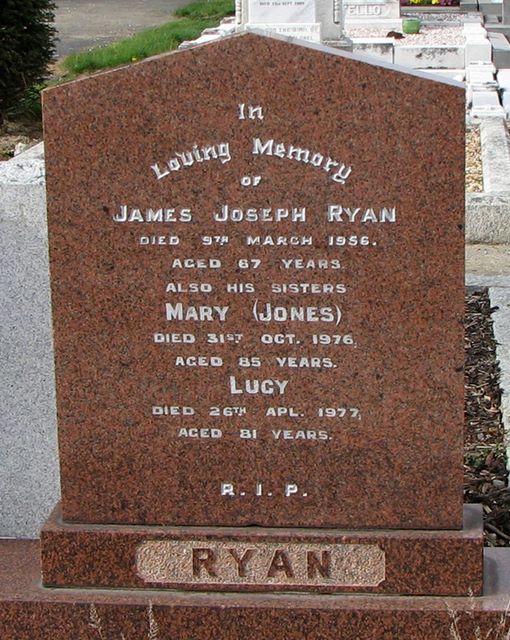 In
Loving Memory
of
JAMES JOSEPH RYAN
DIED 9TH MARCH 1956.
AGED 67 YEARS.
ALSO HIS SISTERS
MARY (JONES)
DIED 31ST OCT. 1976,
AGED 85 YEARS.
LUCY
DIED 26TH APL. 1977,
AGED 81 YEARS.
R. I. P.
RYAN